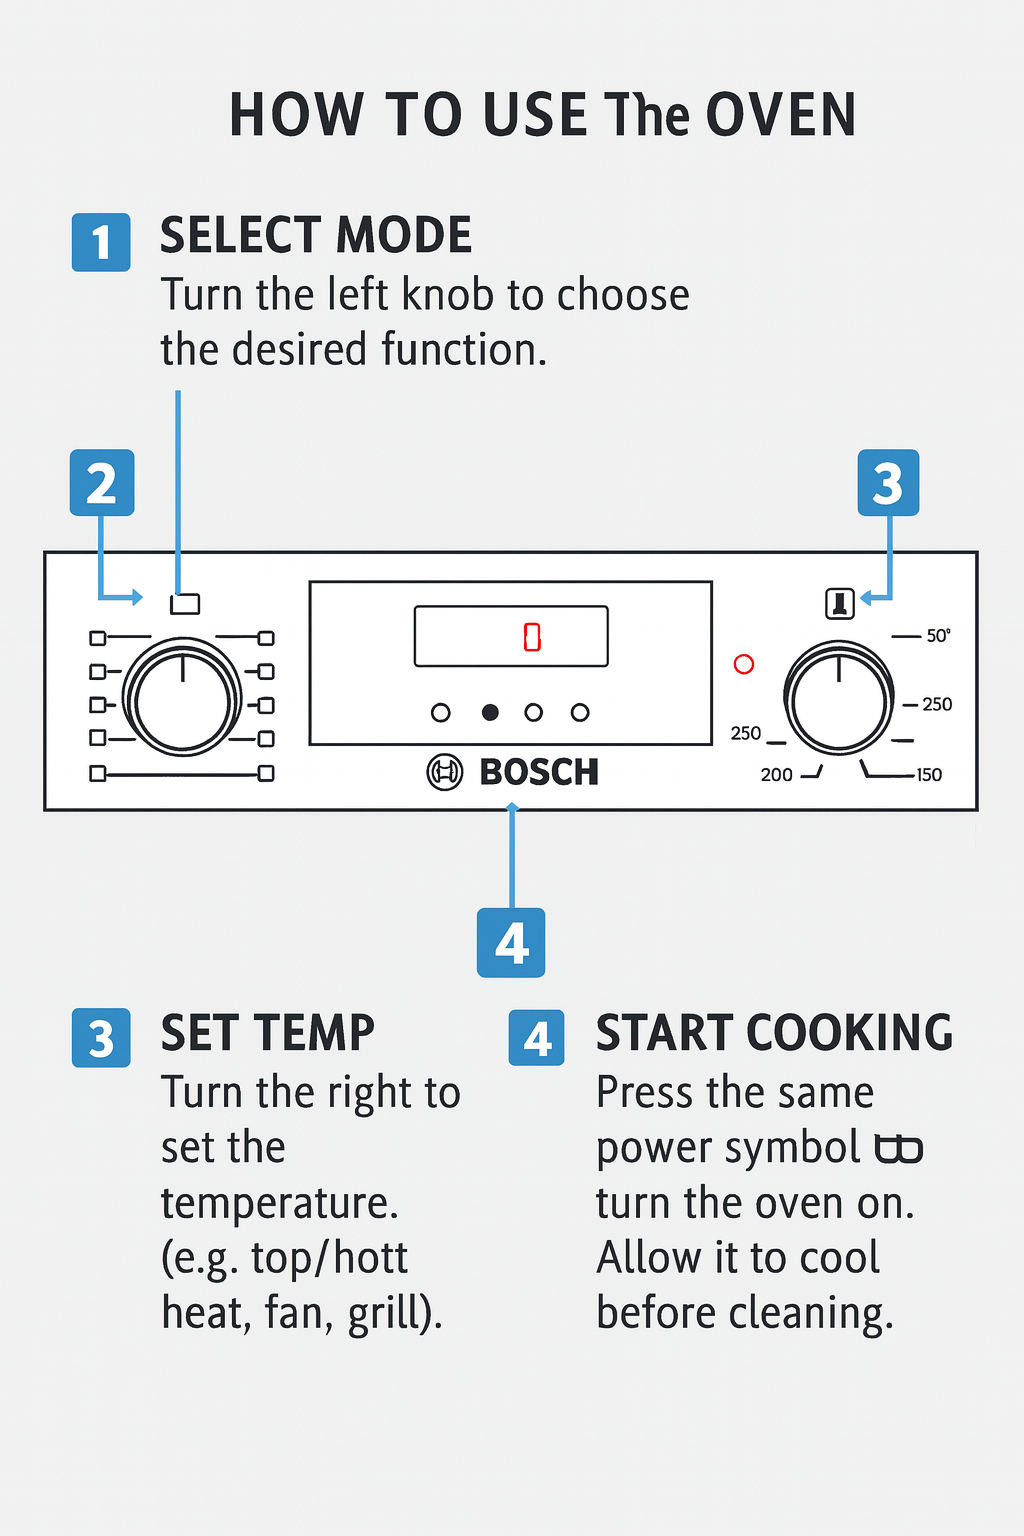 HOW TO USE The OVEN
1 SELECT MODE
Turn the left knob to choose
the desired function.
2
3
0
50°
250
250
200
150
BOSCH
4
3 SET TEMP
Turn the right to
set the
temperature.
(e.g. top/hott
heat, fan, grill).
4 START COOKING
Press the same
power symbol
turn the oven on.
Allow it to cool
before cleaning.